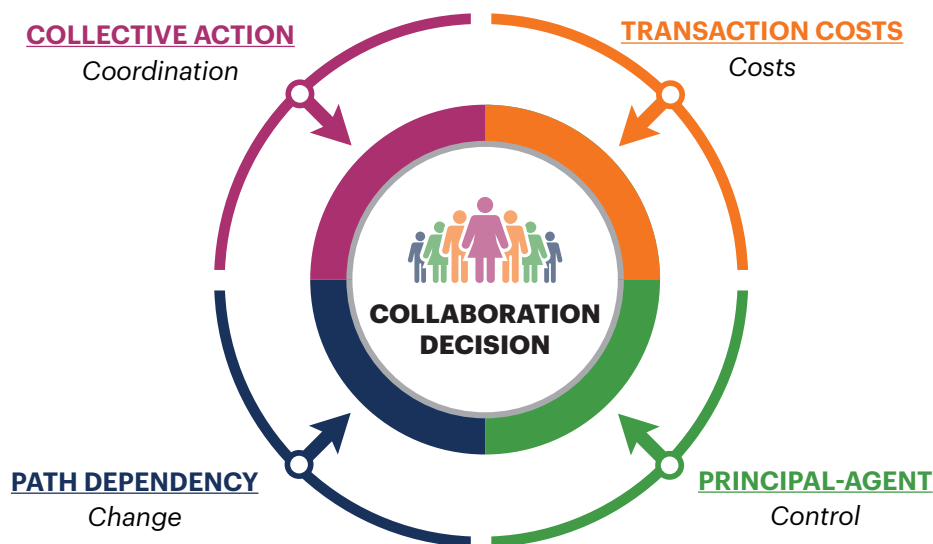 COLLECTIVE ACTION
Coordination
TRANSACTION COSTS
Costs
COLLABORATION
DECISION
PATH DEPENDENCY
Change
PRINCIPAL-AGENT
Control